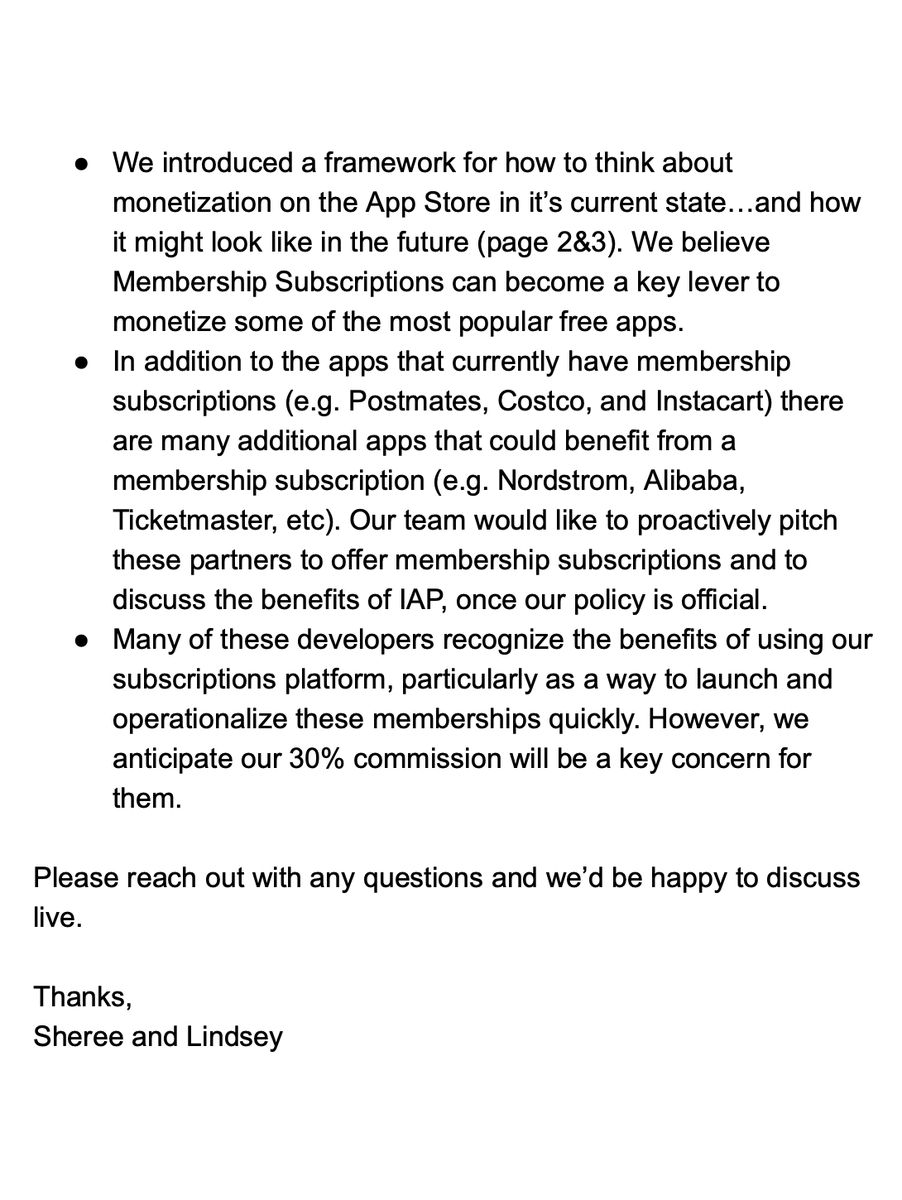 ● We introduced a framework for how to think about
monetization on the App Store in it’s current state…and how
it might look like in the future (page 2&3). We believe
Membership Subscriptions can become a key lever to
monetize some of the most popular free apps.
● In addition to the apps that currently have membership
subscriptions (e.g. Postmates, Costco, and Instacart) there
are many additional apps that could benefit from a
membership subscription (e.g. Nordstrom, Alibaba,
Ticketmaster, etc). Our team would like to proactively pitch
these partners to offer membership subscriptions and to
discuss the benefits of IAP, once our policy is official.
● Many of these developers recognize the benefits of using our
subscriptions platform, particularly as a way to launch and
operationalize these memberships quickly. However, we
anticipate our 30% commission will be a key concern for
them.
Please reach out with any questions and we’d be happy to discuss
live.
Thanks,
Sheree and Lindsey